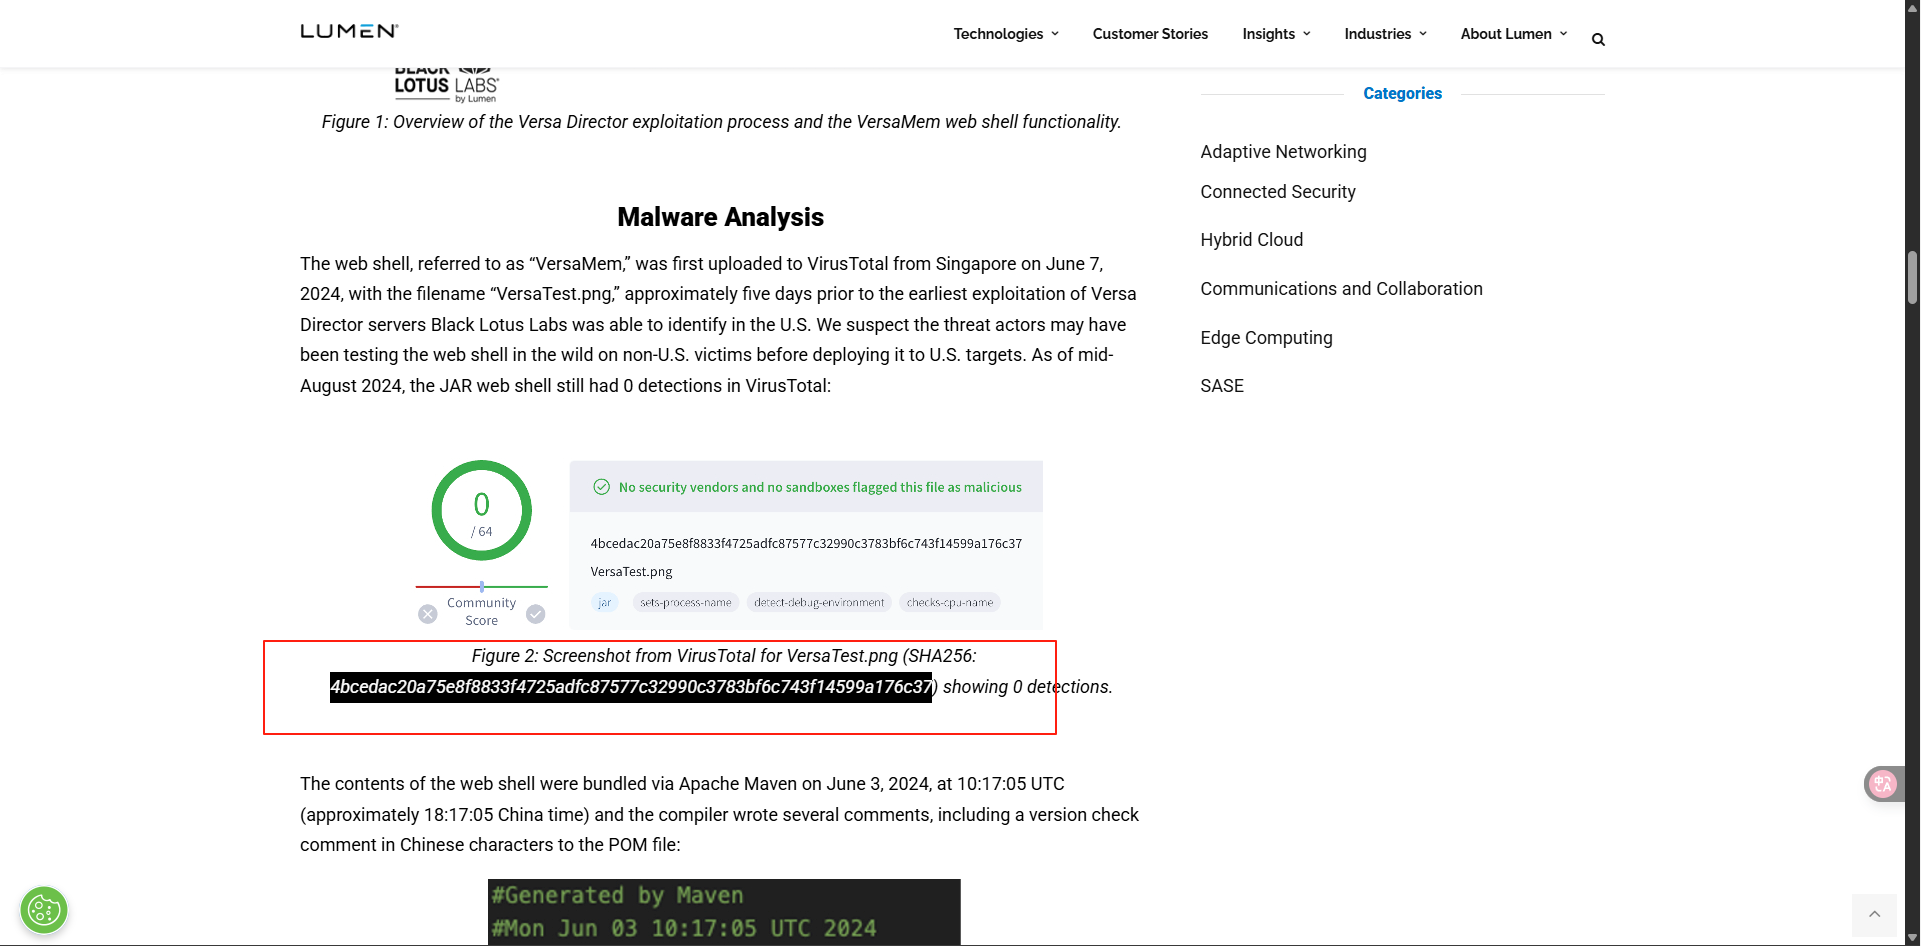 LUMEN®
Technologies
Customer Stories
Insights
Industries
About Lumen
BLACK
LOTUS LABS®
by Lumen
Figure 1: Overview of the Versa Director exploitation process and the VersaMem web shell functionality.
Categories
Adaptive Networking
Connected Security
Hybrid Cloud
Communications and Collaboration
Edge Computing
SASE
Malware Analysis
The web shell, referred to as “VersaMem,” was first uploaded to VirusTotal from Singapore on June 7,
2024, with the filename “VersaTest.png,” approximately five days prior to the earliest exploitation of Versa
Director servers Black Lotus Labs was able to identify in the U.S. We suspect the threat actors may have
been testing the web shell in the wild on non-U.S. victims before deploying it to U.S. targets. As of mid-
August 2024, the JAR web shell still had 0 detections in VirusTotal:
0
/ 64
Community
Score
No security vendors and no sandboxes flagged this file as malicious
4bcedac20a75e8f8833f4725adfc87577c32990c3783bf6c743f14599a176c37
VersaTest.png
jar sets-process-name detect-debug-environment checks-cpu-name
Figure 2: Screenshot from VirusTotal for VersaTest.png (SHA256:
4bcedac20a75e8f8833f4725adfc87577c32990c3783bf6c743f14599a176c37) showing 0 detections.
The contents of the web shell were bundled via Apache Maven on June 3, 2024, at 10:17:05 UTC
(approximately 18:17:05 China time) and the compiler wrote several comments, including a version check
comment in Chinese characters to the POM file:
#Generated by Maven
#Mon Jun 03 10:17:05 UTC 2024
中
A